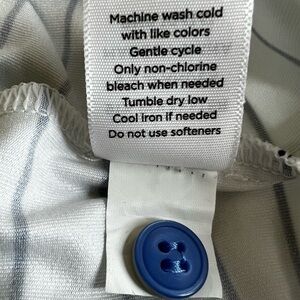 Machine wash cold
with like colors
Gentle cycle
Only non-chlorine
bleach when needed
Tumble dry low
Cool iron if needed
Do not use softeners